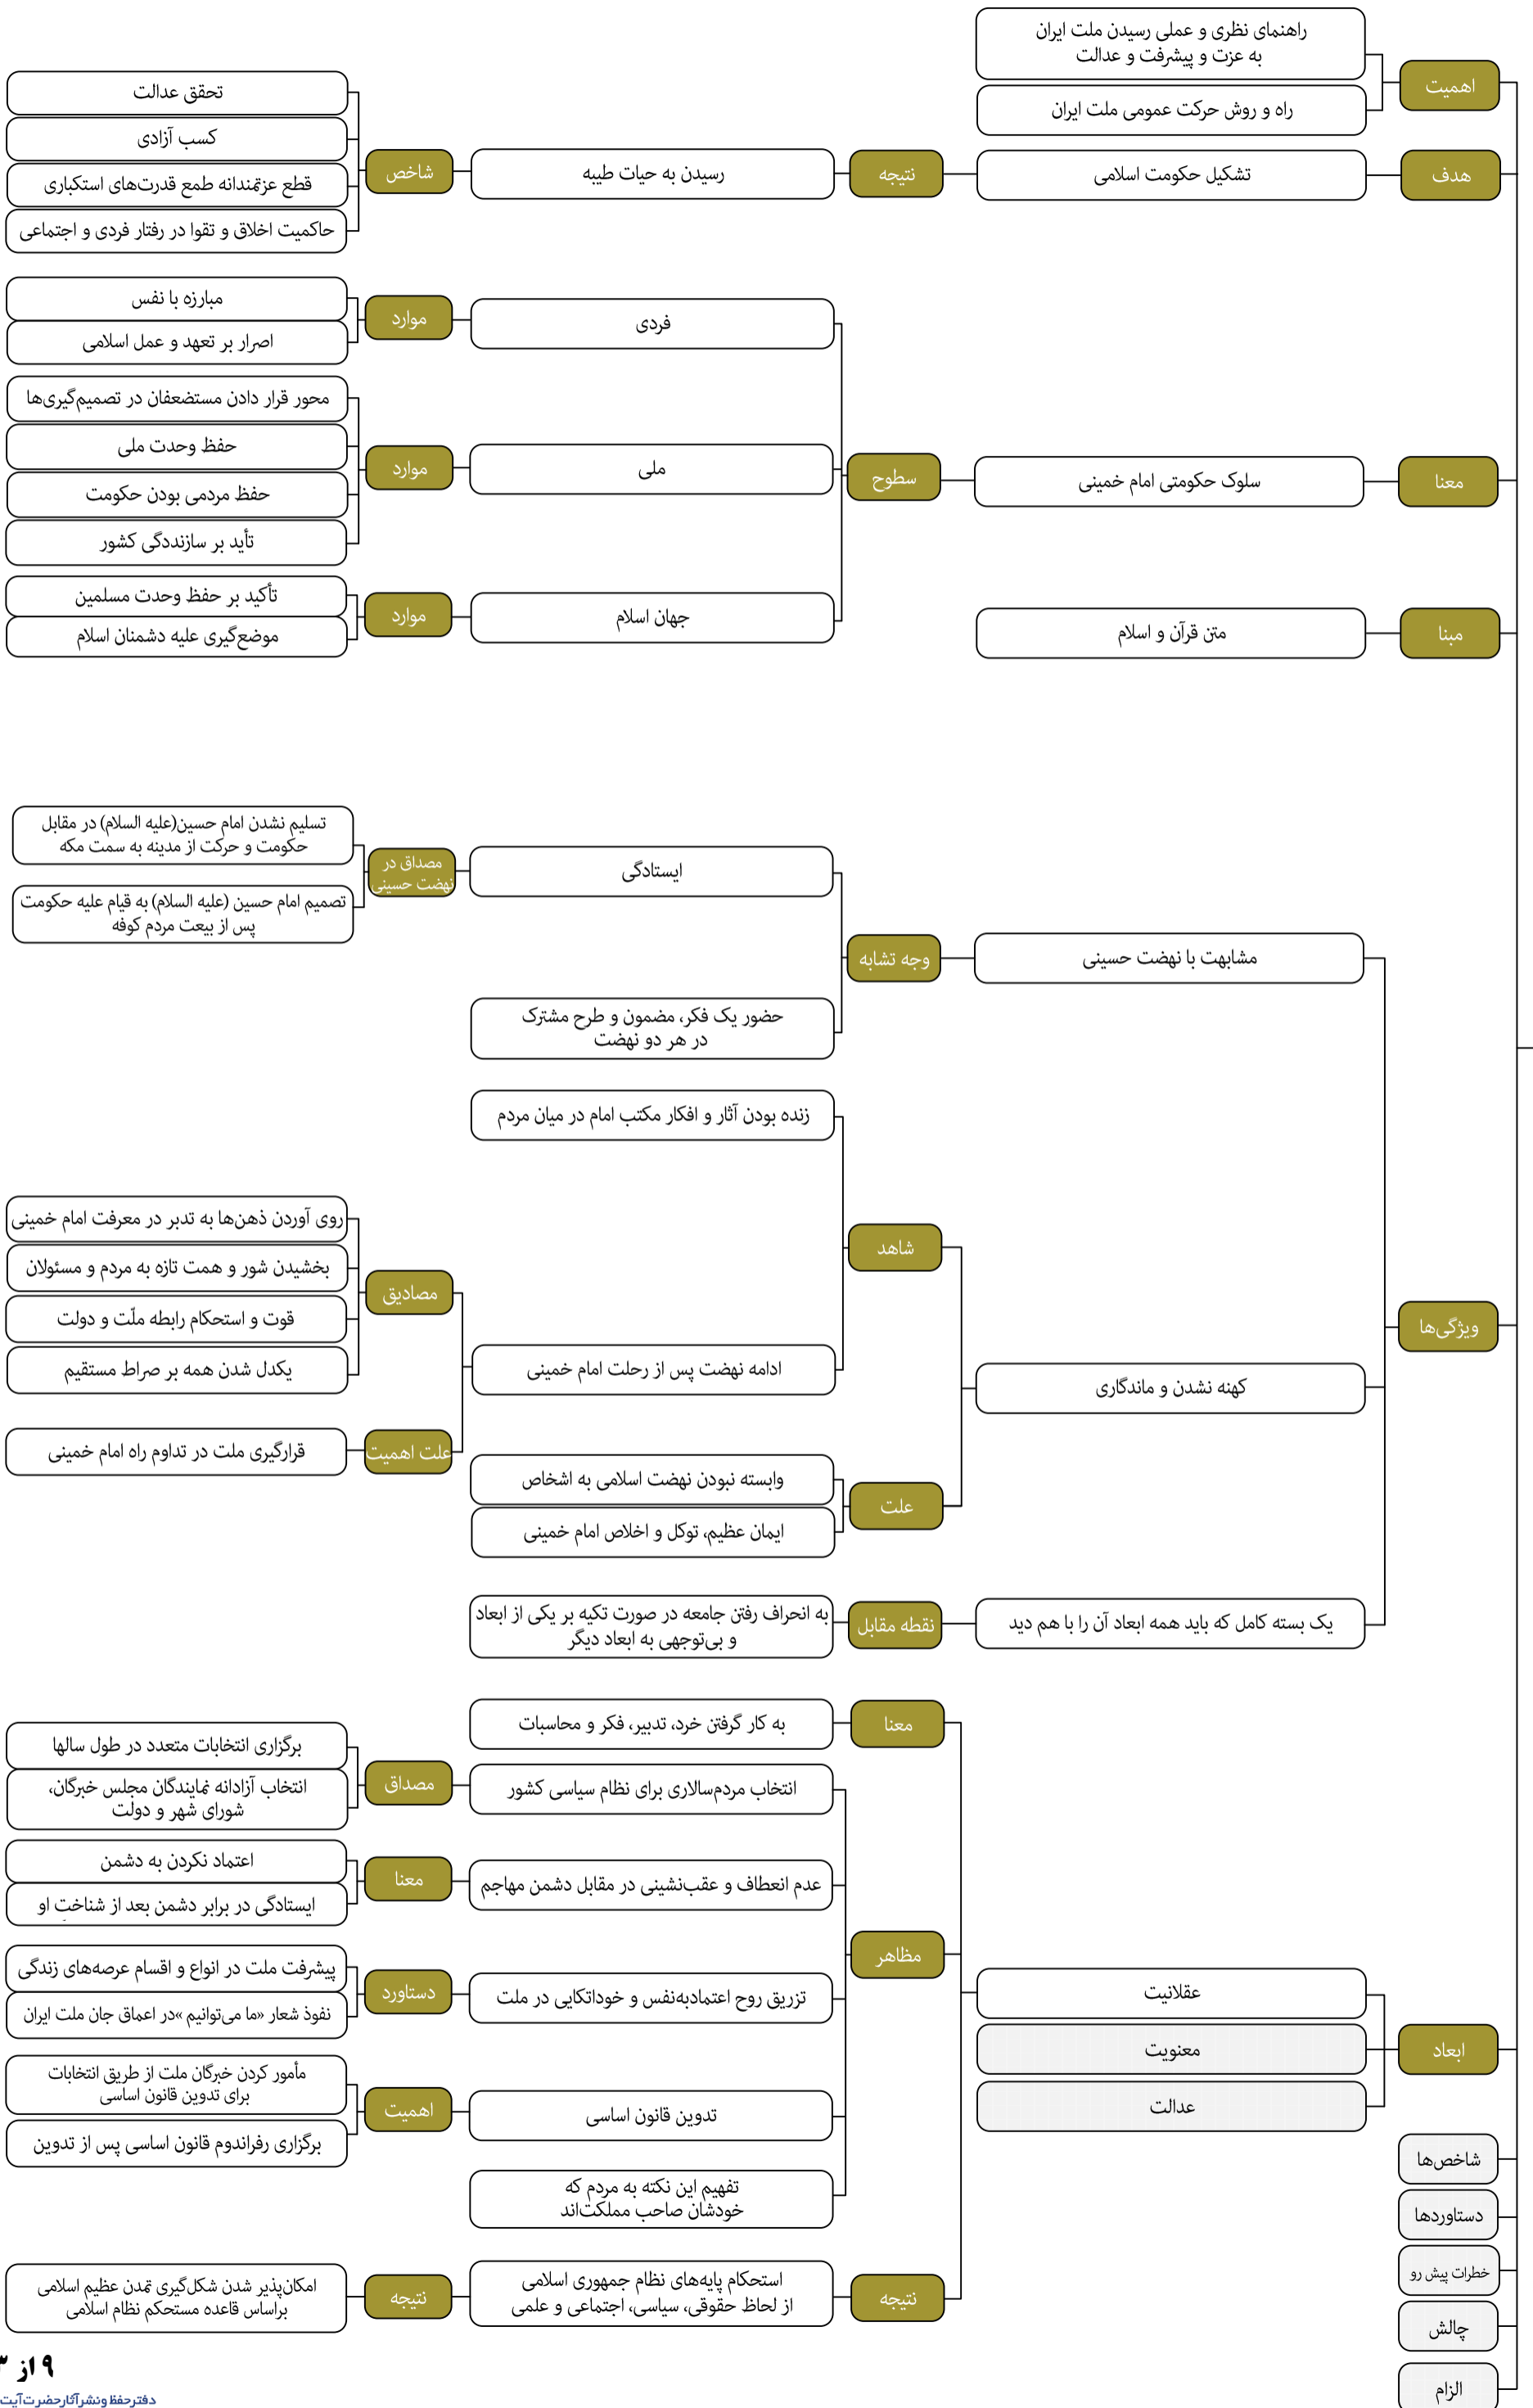 اهمیت
راهنمای نظری و عملی رسیدن ملت ایران
به عزت و پیشرفت و عدالت
راه و روش حرکت عمومی ملت ایران
هدف
تشکیل حکومت اسلامی
نتیجه
رسیدن به حیات طیبه
شاخص
تحقق عدالت
کسب آزادی
قطع عزتمندانه طمع قدرت‌های استکباری
حاکمیت اخلاق و تقوا در رفتار فردی و اجتماعی
معنا
سلوک حکومتی امام خمینی
سطوح
فردی
موارد
مبارزه با نفس
اصرار بر تعهد و عمل اسلامی
ملی
موارد
محور قرار دادن مستضعفان در تصمیم‌گیری‌ها
حفظ وحدت ملی
حفظ مردمی بودن حکومت
تأید بر سازنددگی کشور
جهان اسلام
موارد
تأکید بر حفظ وحدت مسلمین
موضع‌گیری علیه دشمنان اسلام
مبنا
متن قرآن و اسلام
ویژگی‌ها
مشابهت با نهضت حسینی
وجه تشابه
ایستادگی
مصداق در
نهضت حسینی
تسلیم نشدن امام حسین(علیه السلام) در مقابل
حکومت و حرکت از مدینه به سمت مکه
تصمیم امام حسین (علیه السلام) به قیام علیه حکومت
پس از بیعت مردم کوفه
حضور یک فکر، مضمون و طرح مشترک
در هر دو نهضت
کهنه نشدن و ماندگاری
شاهد
زنده بودن آثار و افکار مکتب امام در میان مردم
ادامه نهضت پس از رحلت امام خمینی
مصادیق
روی آوردن ذهن‌ها به تدبر در معرفت امام خمینی
بخشیدن شور و همت تازه به مردم و مسئولان
قوت و استحکام رابطه ملّت و دولت
یکدل شدن همه بر صراط مستقیم
علت اهمیت
قرارگیری ملت در تداوم راه امام خمینی
علت
وابسته نبودن نهضت اسلامی به اشخاص
ایمان عظیم، توکل و اخلاص امام خمینی
یک بسته کامل که باید همه ابعاد آن را با هم دید
نقطه مقابل
به انحراف رفتن جامعه در صورت تکیه بر یکی از ابعاد
و بی‌توجهی به ابعاد دیگر
ابعاد
عقلانیت
معنا
به کار گرفتن خرد، تدبیر، فکر و محاسبات
مظاهر
انتخاب مردم‌سالاری برای نظام سیاسی کشور
مصداق
برگزاری انتخابات متعدد در طول سالها
انتخاب آزادانه نمایندگان مجلس خبرگان،
شورای شهر و دولت
عدم انعطاف و عقب‌نشینی در مقابل دشمن مهاجم
معنا
اعتماد نکردن به دشمن
ایستادگی در برابر دشمن بعد از شناختِ او
تزریق روح اعتمادبه‌نفس و خوداتکایی در ملت
دستاورد
پیشرفت ملت در انواع و اقسام عرصه‌های زندگی
نفوذ شعار «ما می‌توانیم »در اعماق جان ملت ایران
تدوین قانون اساسی
اهمیت
مأمور کردن خبرگان ملت از طریق انتخابات
برای تدوین قانون اساسی
برگزاری رفراندوم قانون اساسی پس از تدوین
تفهیم این نکته به مردم که
خودشان صاحب مملکت‌اند
نتیجه
استحکام پایه‌های نظام جمهوری اسلامی
از لحاظ حقوقی، سیاسی، اجتماعی و علمی
نتیجه
امکان‌پذیر شدن شکل‌گیری تمدن عظیم اسلامی
براساس قاعده مستحکم نظام اسلامی
معنویت
عدالت
شاخص‌ها
دستاوردها
خطرات پیش رو
چالش
الزام
۹ از ۳
دفترحفظ‌ونشرآثارحضرت‌آیت